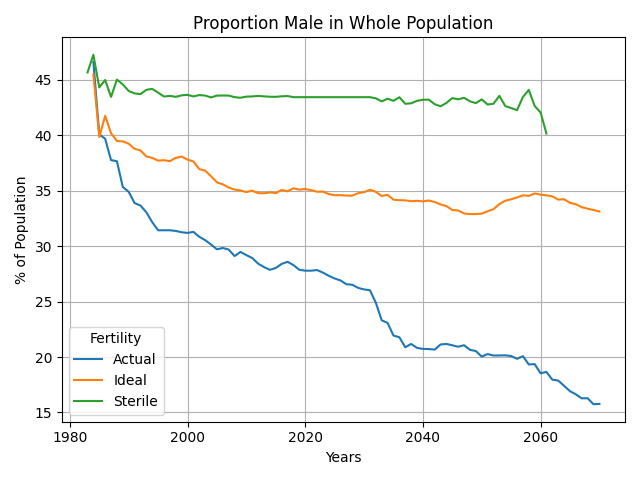 Proportion Male in Whole Population
% of Population
45
40
35
30
25
20
15
Fertility
Actual
Ideal
Sterile
1980 2000 2020 2040 2060
Years